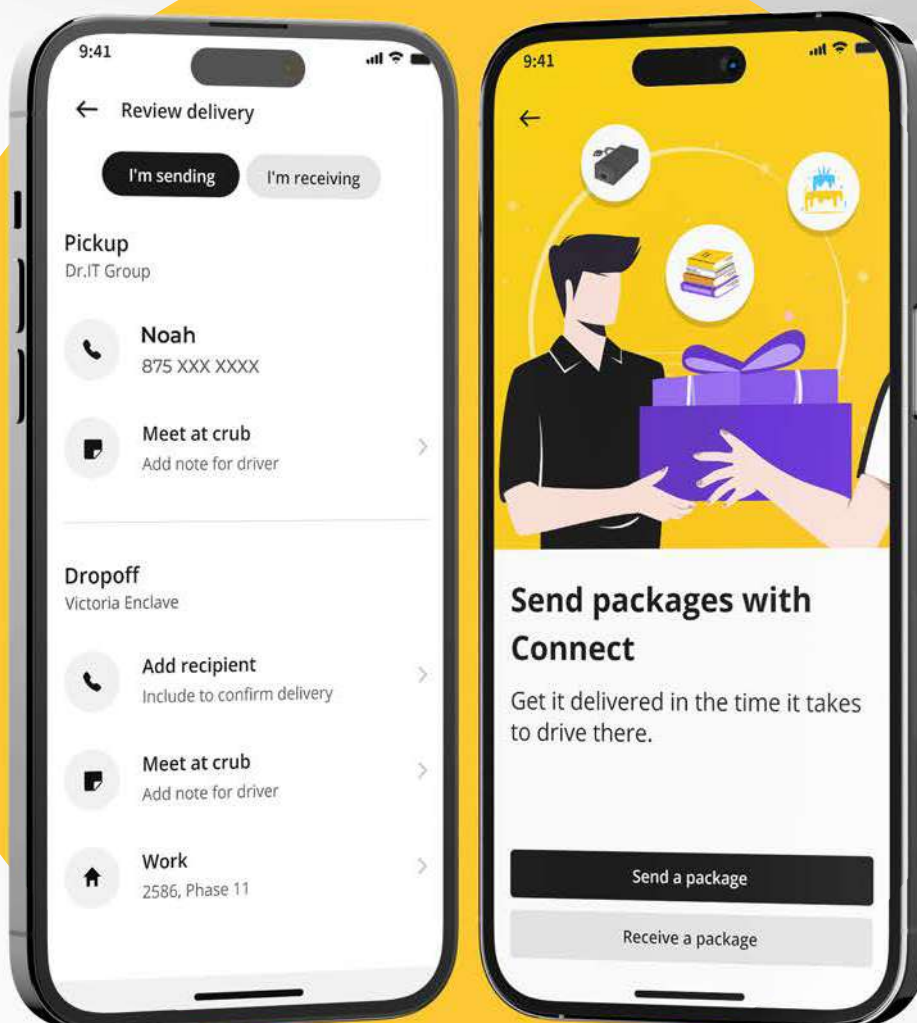 9:41
Review delivery
I'm sending
I'm receiving
Pickup
Dr.IT Group
Noah
875 XXX XXXX
Meet at crub
Add note for driver
Dropoff
Victoria Enclave
Add recipient
Include to confirm delivery
Meet at crub
Add note for driver
Work
2586, Phase 11
9:41
Send packages with
Connect
Get it delivered in the time it takes
to drive there.
Send a package
Receive a package